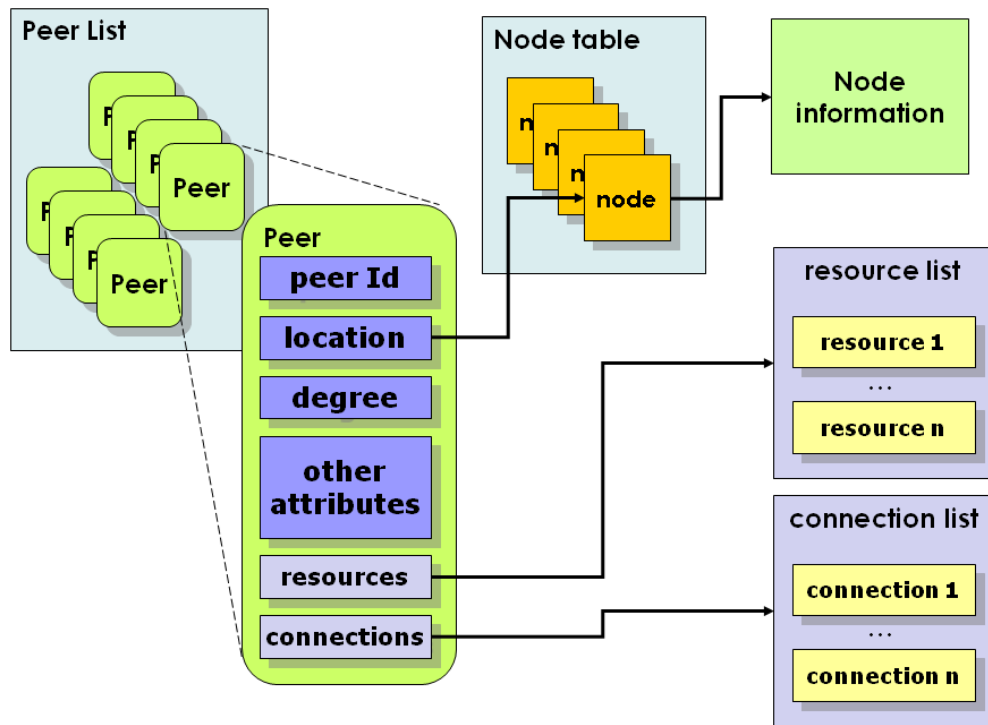 Peer List
P
P
P
Peer
P
P
P
Peer
Node table
n
n
n
node
Node
information
Peer
peer Id
location
degree
other
attributes
resources
connections
resource list
resource 1
...
resource n
connection list
connection 1
...
connection n